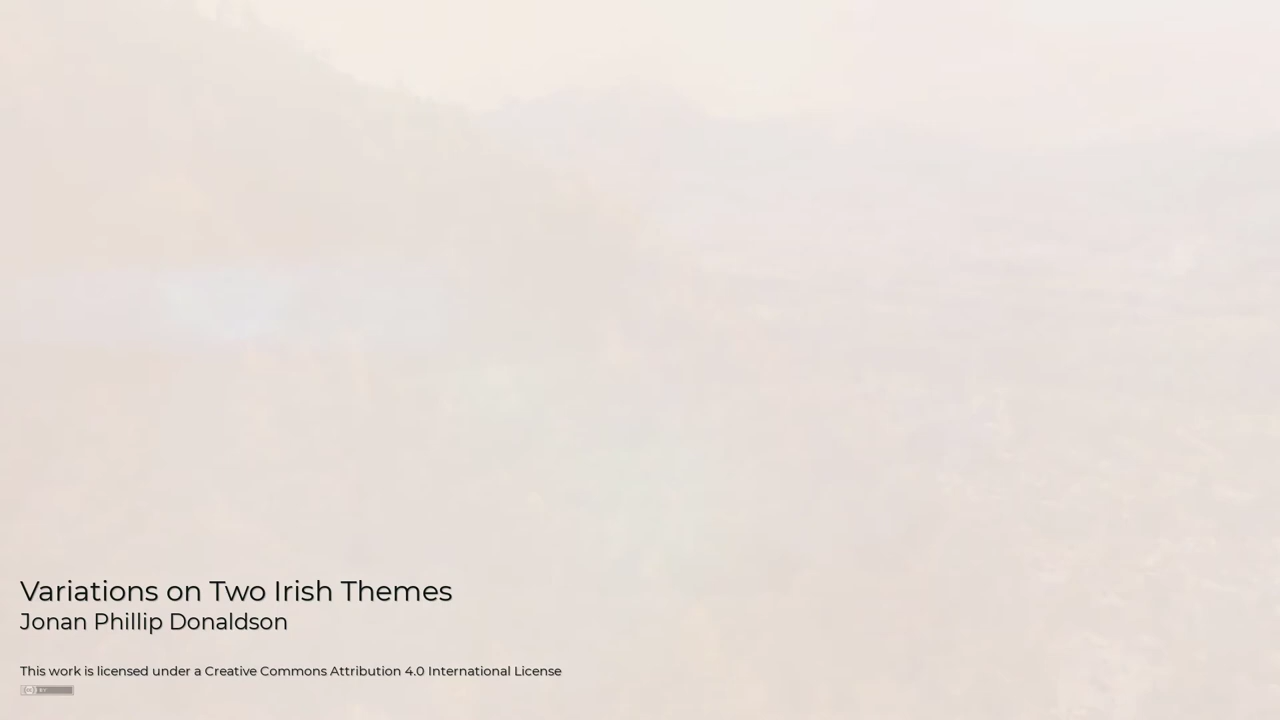 Variations on Two Irish Themes
Jonan Phillip Donaldson
This work is licensed under a Creative Commons Attribution 4.0 International License